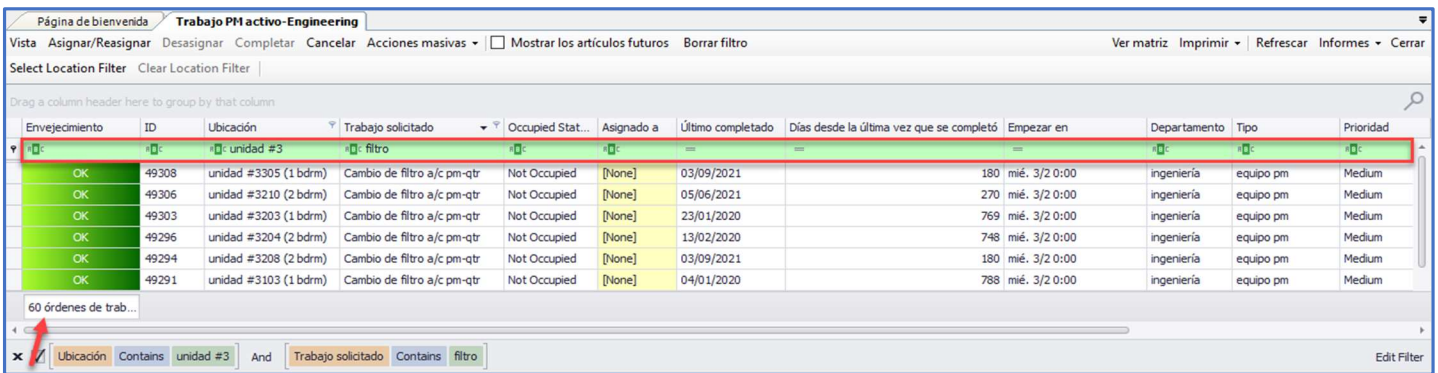 Página de bienvenida Trabajo PM activo-Engineering
Vista Asignar/Reasignar Desasignar Completar Cancelar Acciones masivas Mostrar los artículos futuros Borrar filtro Ver matriz Imprimir Refrescar Informes Cerrar
Select Location Filter Clear Location Filter
Drag a column header here to group by that column
Envejecimiento ID Ubicación Trabajo solicitado Occupied Stat... Asignado a Último completado Días desde la última vez que se completó Empezar en Departamento Tipo Prioridad
unidad #3 filtro = = =
OK 49308 unidad #3305 (1 bdrm) Cambio de filtro a/c pm-qtr Not Occupied [None] 03/09/2021 180 mié. 3/2 0:00 ingeniería equipo pm Medium
OK 49306 unidad #3210 (2 bdrm) Cambio de filtro a/c pm-qtr Not Occupied [None] 05/06/2021 270 mié. 3/2 0:00 ingeniería equipo pm Medium
OK 49303 unidad #3203 (1 bdrm) Cambio de filtro a/c pm-qtr Not Occupied [None] 23/01/2020 769 mié. 3/2 0:00 ingeniería equipo pm Medium
OK 49296 unidad #3204 (2 bdrm) Cambio de filtro a/c pm-qtr Not Occupied [None] 13/02/2020 748 mié. 3/2 0:00 ingeniería equipo pm Medium
OK 49294 unidad #3208 (2 bdrm) Cambio de filtro a/c pm-qtr Not Occupied [None] 03/09/2021 180 mié. 3/2 0:00 ingeniería equipo pm Medium
OK 49291 unidad #3103 (1 bdrm) Cambio de filtro a/c pm-qtr Not Occupied [None] 04/01/2020 788 mié. 3/2 0:00 ingeniería equipo pm Medium
60 órdenes de trab...
Ubicación Contains unidad #3 And Trabajo solicitado Contains filtro Edit Filter